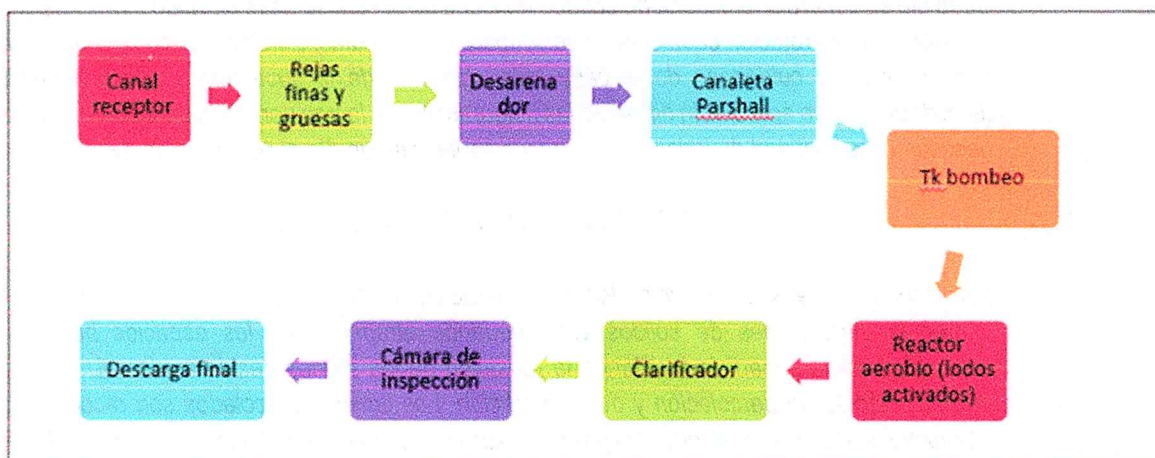 Canal
receptor
Rejas
finas y
gruesas
Desarena
dor
Canaleta
Parshall
Tk bombeo
Reactor
aerobio (lodos
activados)
Clarificador
Cámara de
inspección
Descarga final